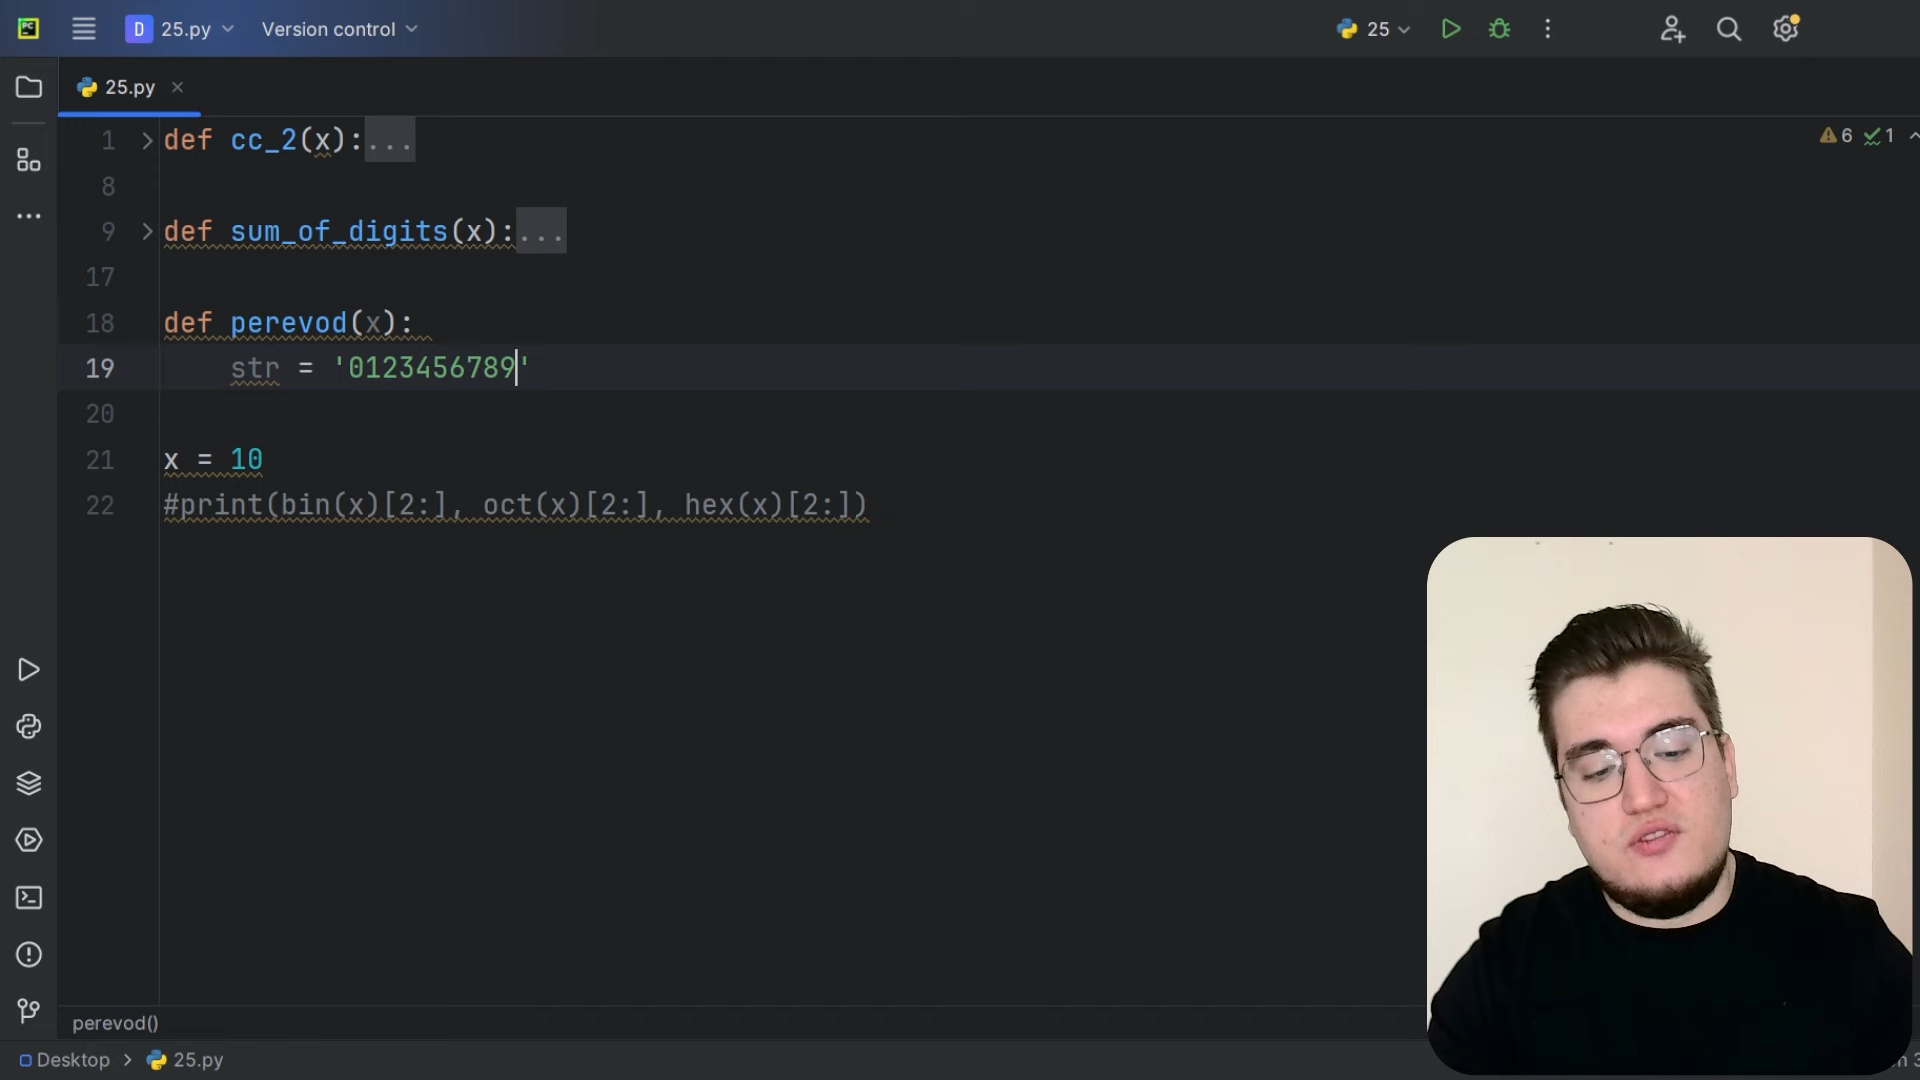 PC
D 25.py Version control 25
25.py
6 1
1 def cc_2(x):...
8
9 def sum_of_digits(x):...
17
18 def perevod(x):
19 str = '0123456789'
20
21 x = 10
22 #print(bin(x)[2:], oct(x)[2:], hex(x)[2:])
perevod()
Desktop > 25.py